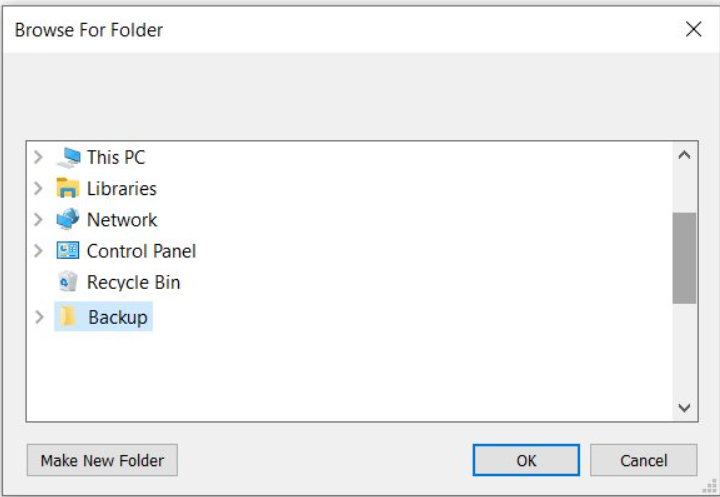 Browse For Folder
This PC
Libraries
Network
Control Panel
Recycle Bin
Backup
Make New Folder OK Cancel